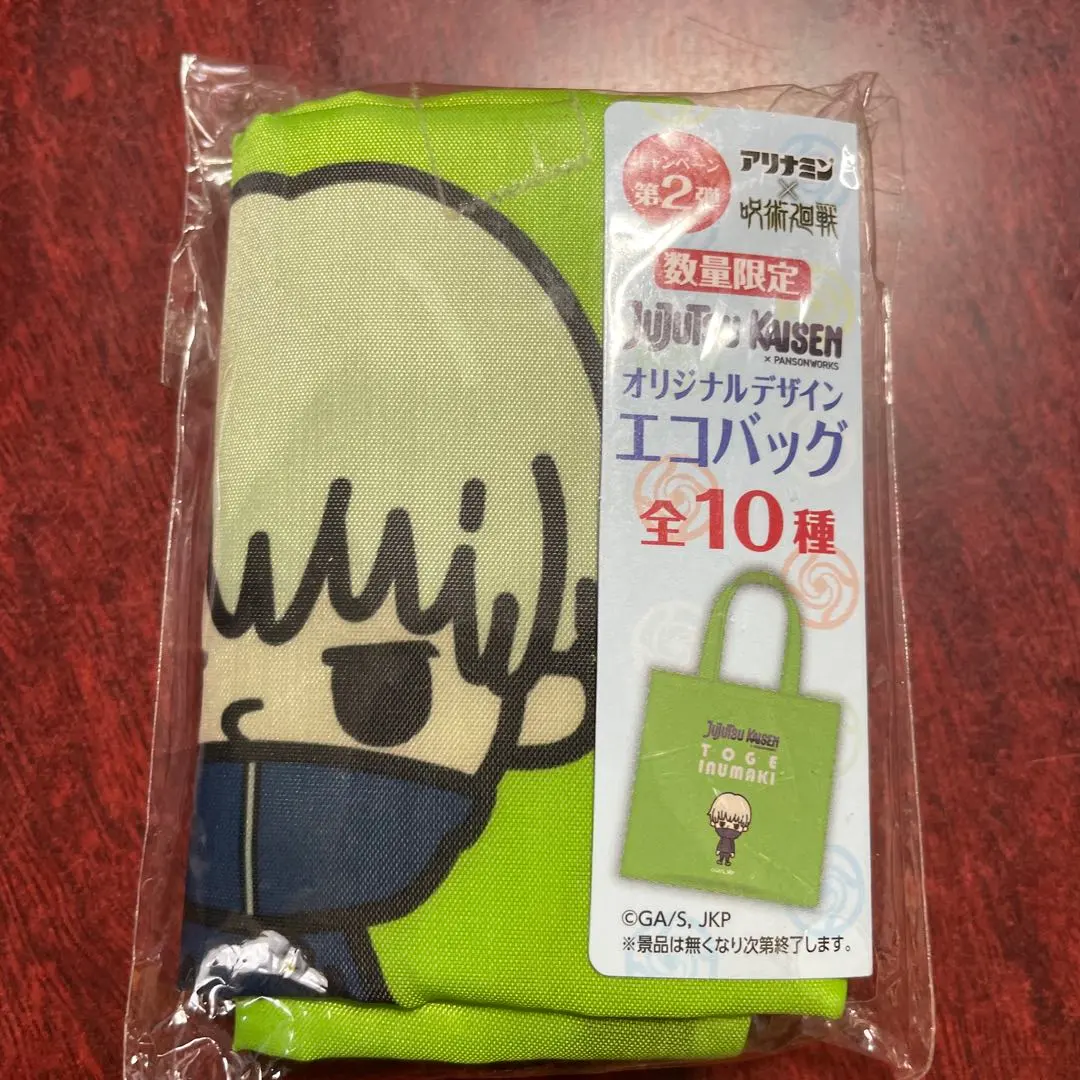 キャンペーン
第2弾
アリナミン
×
呪術廻戦
数量限定
JUJUTSU KAISEN
× PANSONWORKS
オリジナルデザイン
エコバッグ
全10種
JUJUTSU KAISEN
TOGE
INUMAKI
©GA/S, JKP
※景品は無くなり次第終了します。